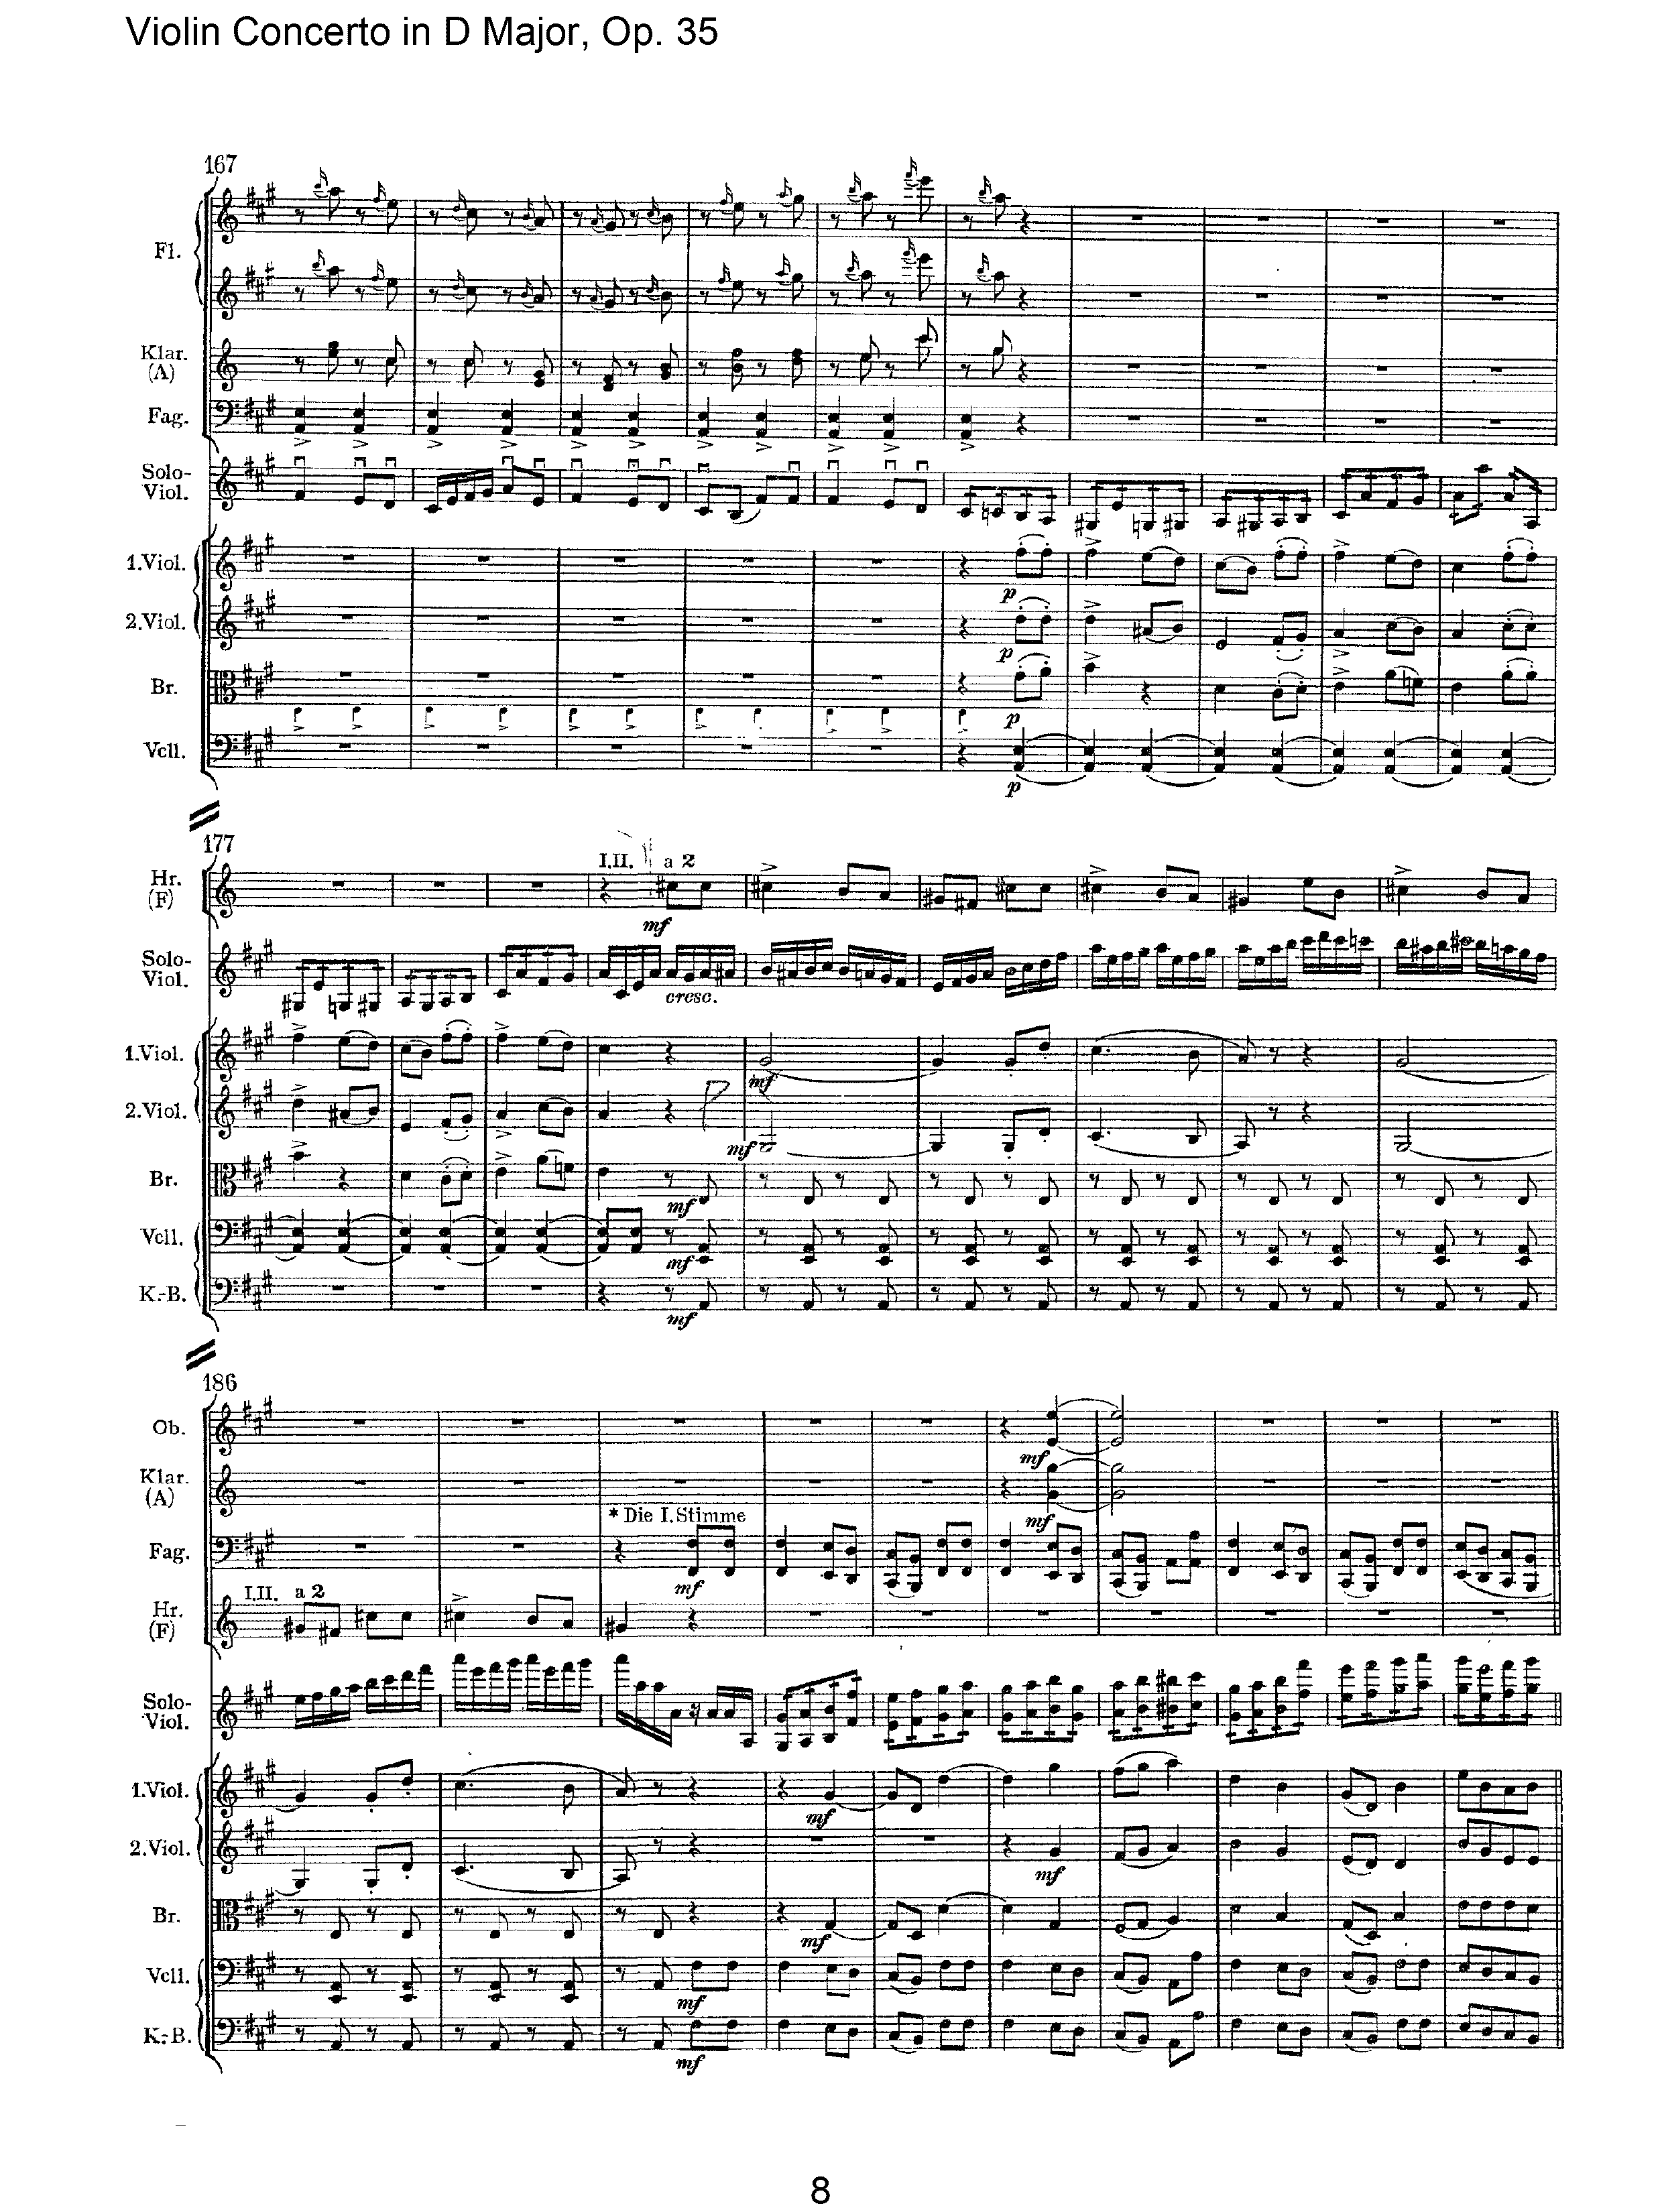 Violin Concerto in D Major, Op. 35
167
Fl.
Klar.
(A)
Fag.
Solo-
Viol.
1.Viol.
p
2.Viol.
p
Br.
p
Vcll.
p
177
I.II. a 2
Hr.
(F)
mf
Solo-
Viol.
cresc.
1.Viol.
mf
2.Viol.
mf
Br.
mf
Vcll.
mf
K.-B.
mf
186
Ob.
mf
Klar.
(A)
mf
* Die I. Stimme
Fag.
mf
I.II. a 2
Hr.
(F)
Solo-
Viol.
1.Viol.
mf
2.Viol.
mf
Br.
mf
Vcll.
mf
K.-B.
mf
8